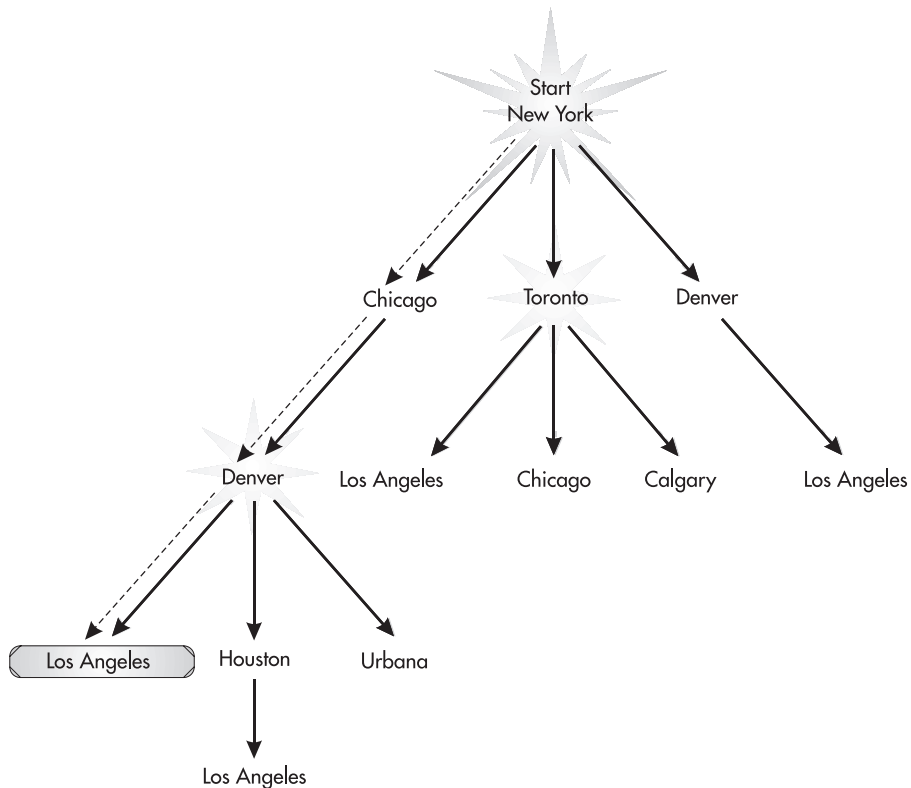 Start
New York
Chicago
Toronto
Denver
Denver
Los Angeles
Chicago
Calgary
Los Angeles
Los Angeles
Houston
Urbana
Los Angeles